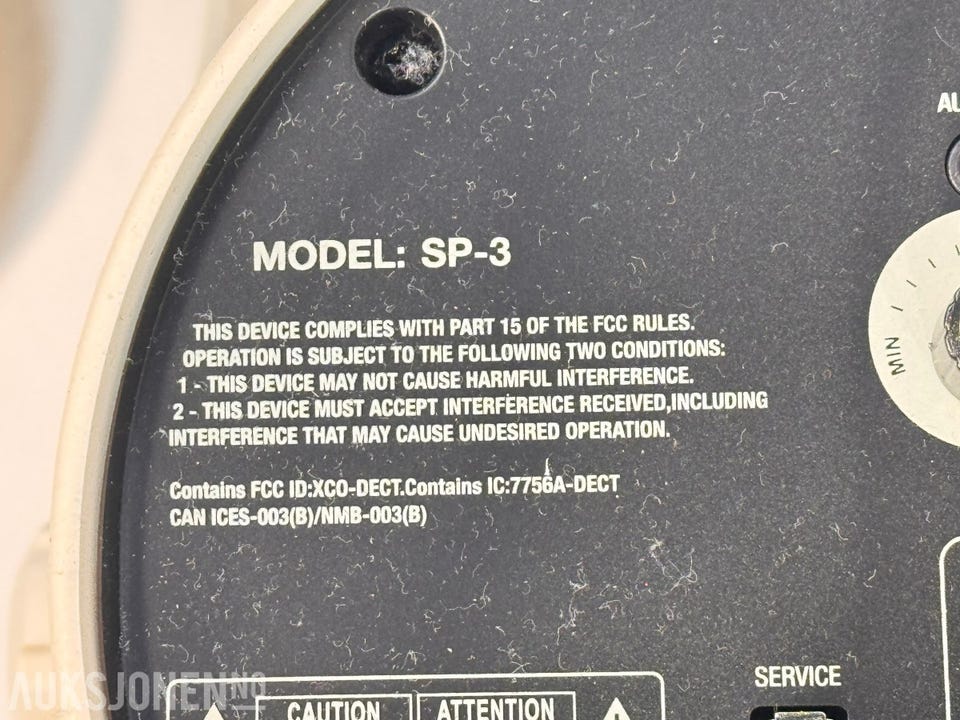 AU
MODEL: SP-3
MIN
THIS DEVICE COMPLIES WITH PART 15 OF THE FCC RULES.
OPERATION IS SUBJECT TO THE FOLLOWING TWO CONDITIONS:
1 - THIS DEVICE MAY NOT CAUSE HARMFUL INTERFERENCE.
2 - THIS DEVICE MUST ACCEPT INTERFERENCE RECEIVED,INCLUDING
INTERFERENCE THAT MAY CAUSE UNDESIRED OPERATION.
Contains FCC ID:XCO-DECT.Contains IC:7756A-DECT
CAN ICES-003(B)/NMB-003(B)
SERVICE
AUKSJONEN NO
CAUTION ATTENTION